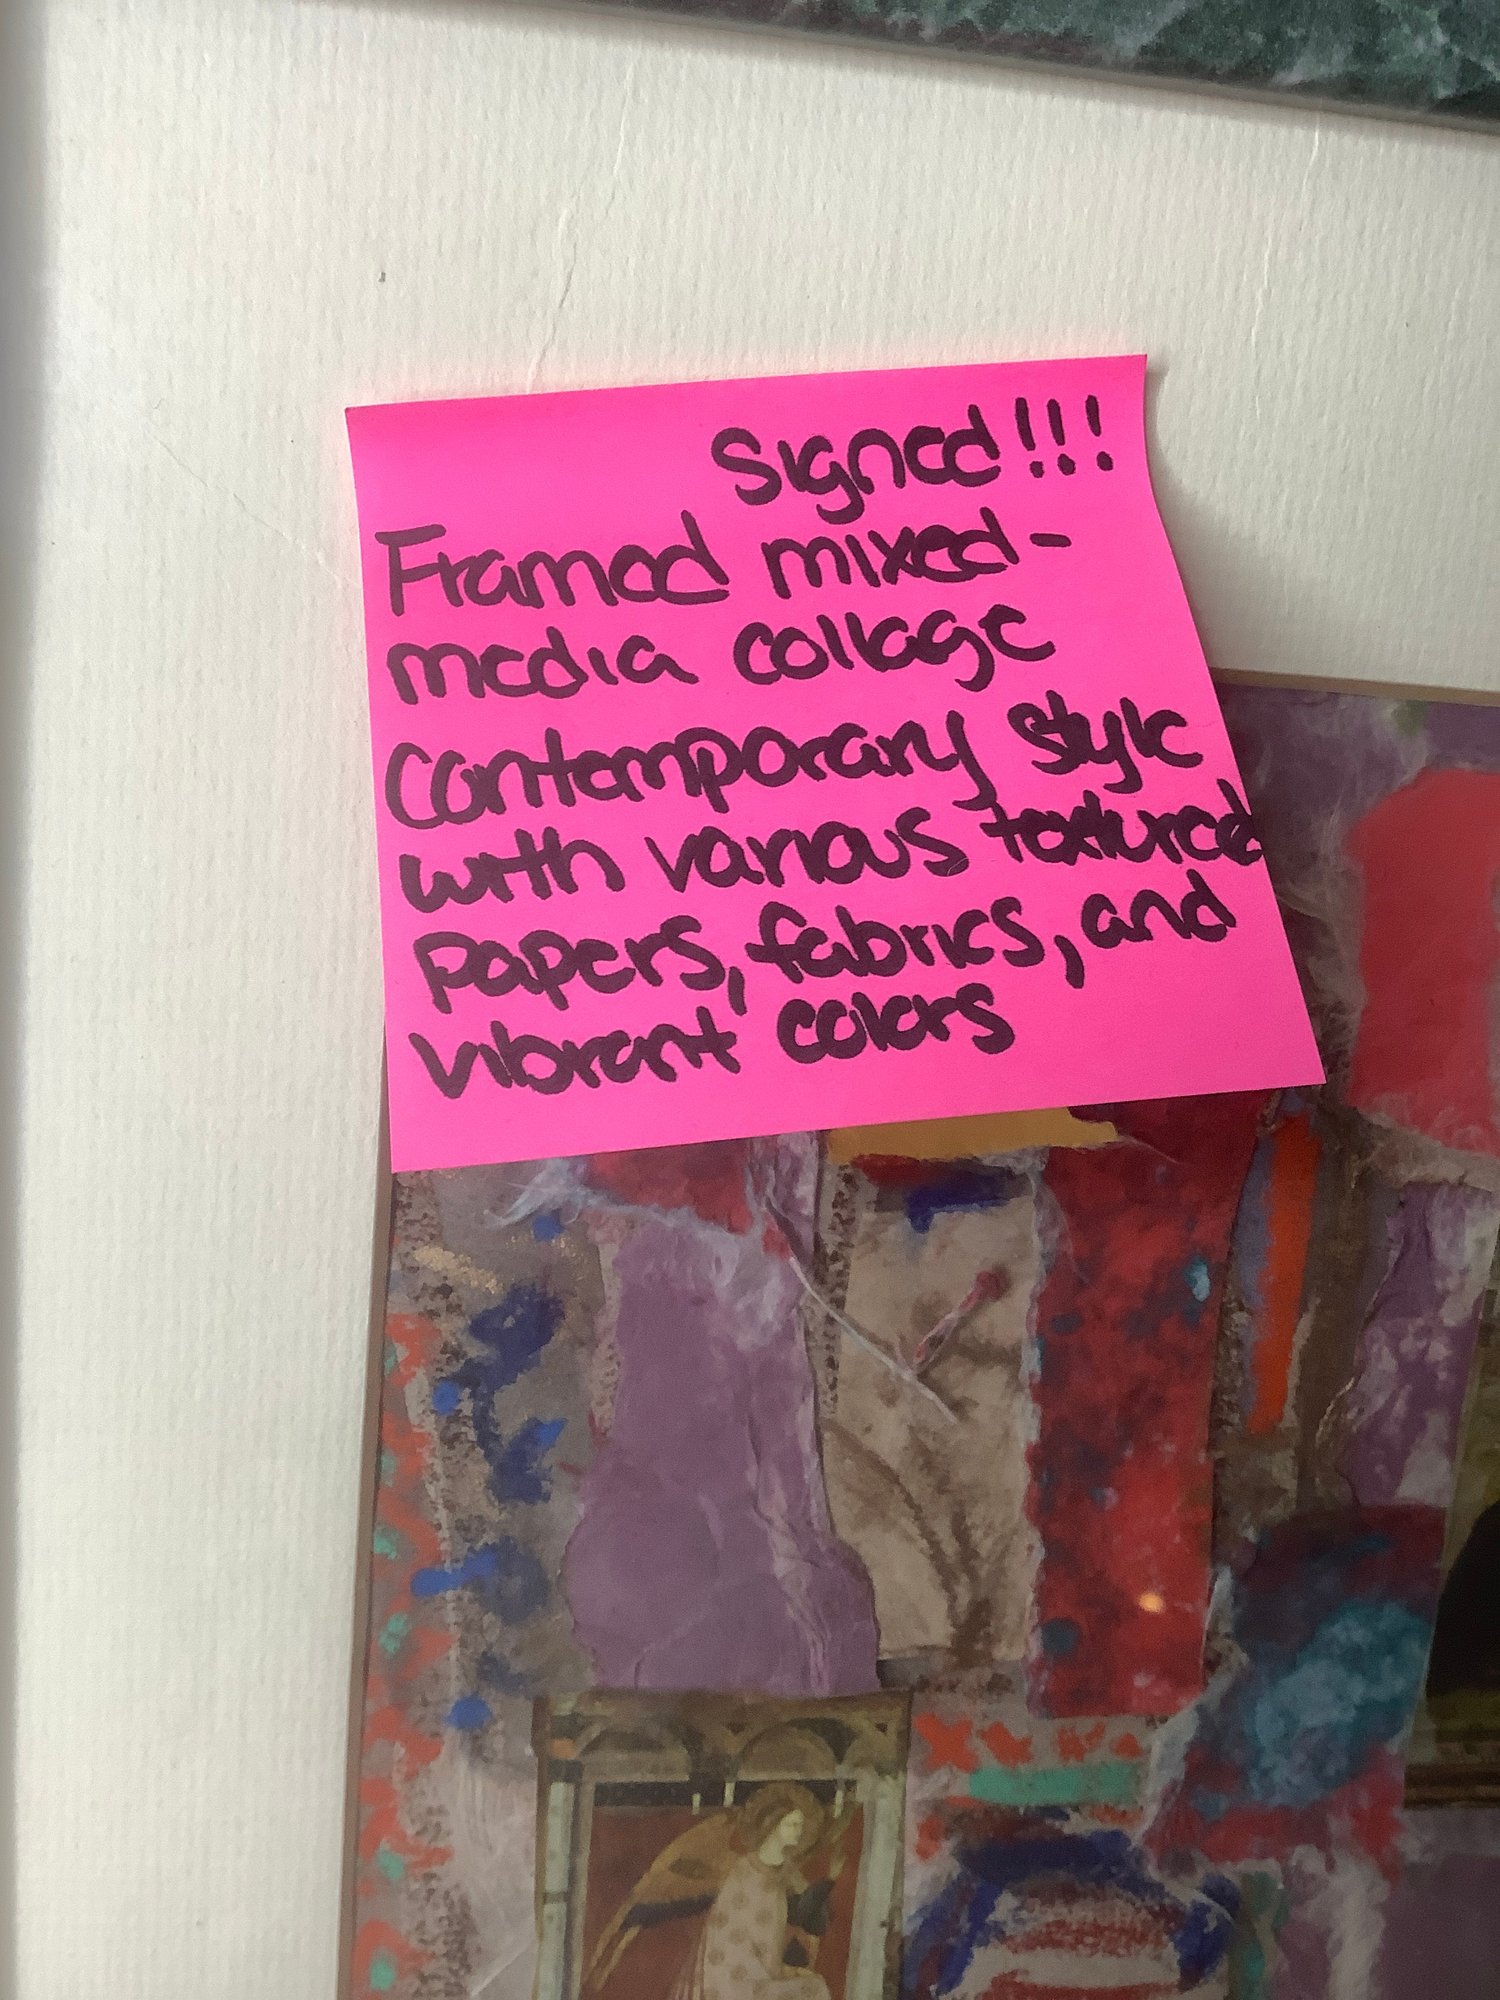 Signed!!!
Framed mixed-
media collage
Contemporary style
with various textured
papers, fabrics, and
vibrant colors